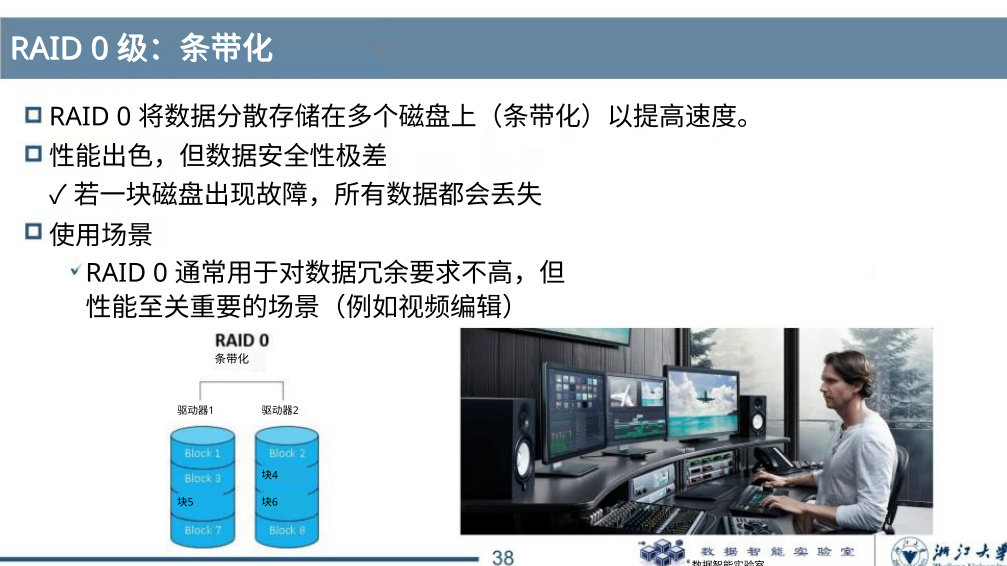 RAID 0 级：条带化
RAID 0 将数据分散存储在多个磁盘上（条带化）以提高速度。
性能出色，但数据安全性极差
✓ 若一块磁盘出现故障，所有数据都会丢失
使用场景
RAID 0 通常用于对数据冗余要求不高，但
性能至关重要的场景（例如视频编辑）
RAID 0
条带化
驱动器1
驱动器2
Block 1
Block 2
Block 3
块4
块5
块6
Block 7
Block 8
38
数据智能实验室
数据智能实验室
浙江大学